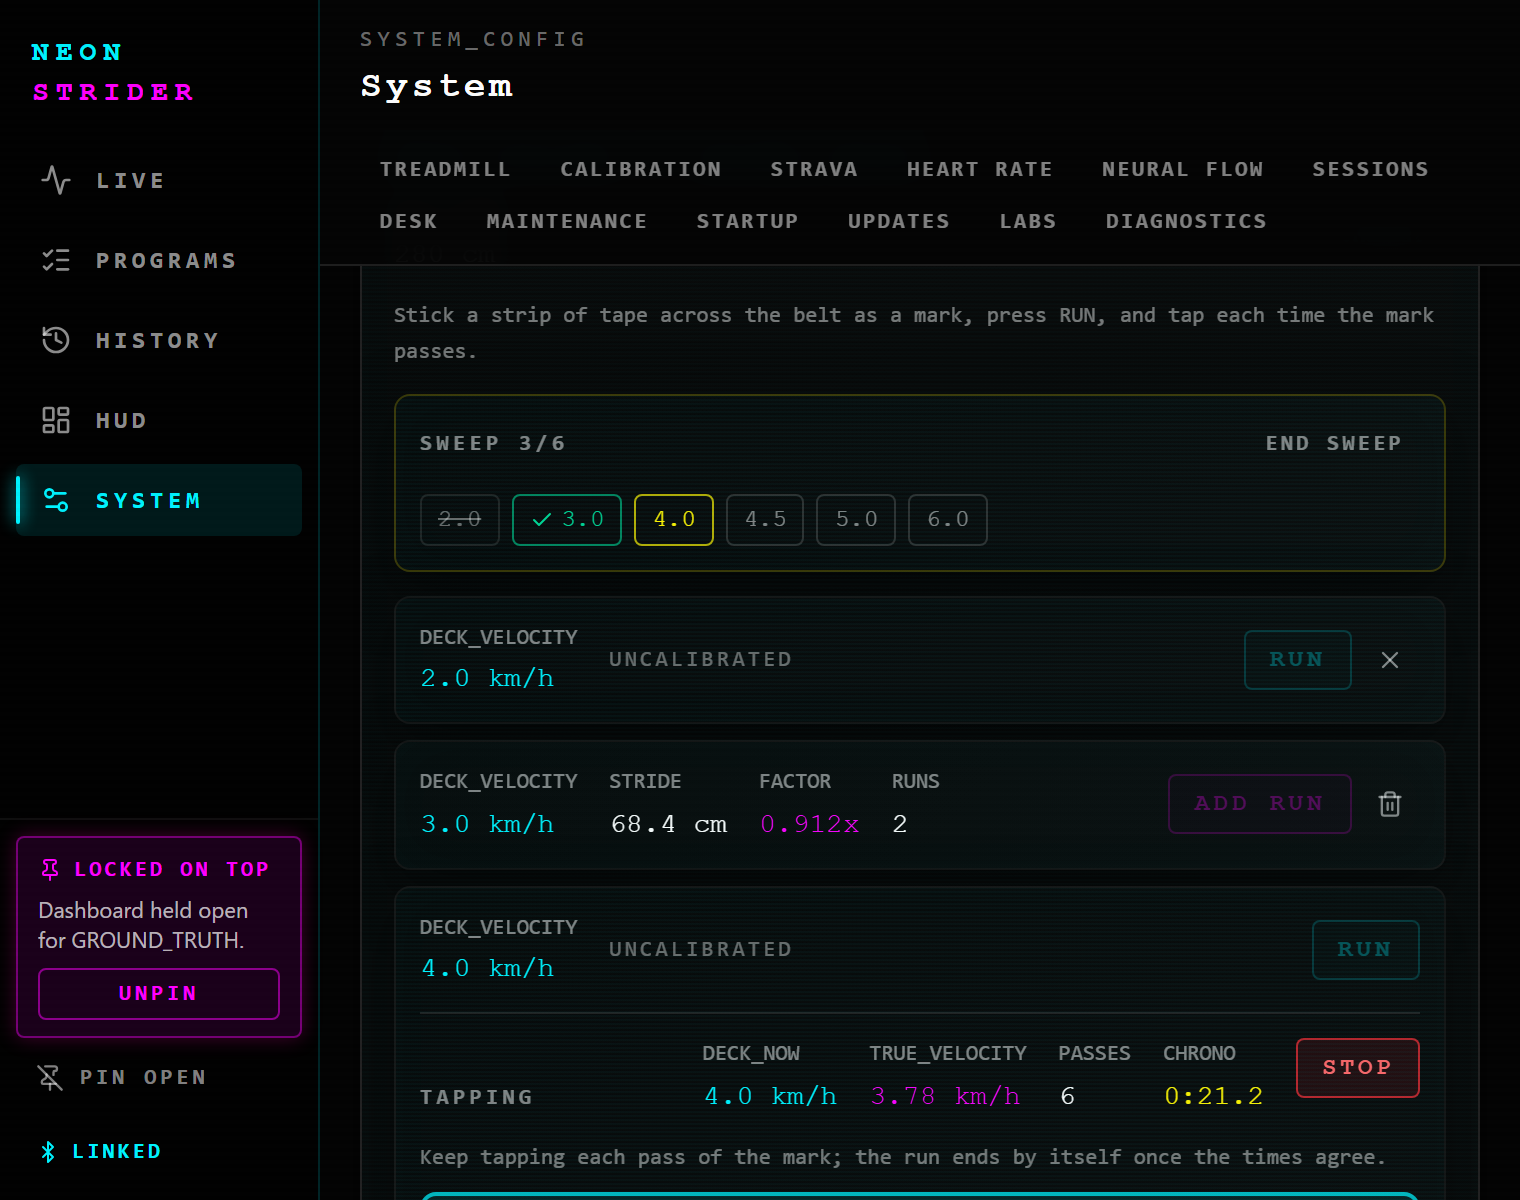 NEON
STRIDER
LIVE
PROGRAMS
HISTORY
HUD
SYSTEM
LOCKED ON TOP
Dashboard held open
for GROUND_TRUTH.
UNPIN
PIN OPEN
LINKED
SYSTEM_CONFIG
System
TREADMILL CALIBRATION STRAVA HEART RATE NEURAL FLOW SESSIONS
DESK MAINTENANCE STARTUP UPDATES LABS DIAGNOSTICS
Stick a strip of tape across the belt as a mark, press RUN, and tap each time the mark
passes.
SWEEP 3/6 END SWEEP
2.0 3.0 4.0 4.5 5.0 6.0
DECK_VELOCITY
2.0 km/h
UNCALIBRATED
RUN
DECK_VELOCITY STRIDE FACTOR RUNS
3.0 km/h 68.4 cm 0.912x 2
ADD RUN
DECK_VELOCITY
4.0 km/h
UNCALIBRATED
RUN
DECK_NOW TRUE_VELOCITY PASSES CHRONO
TAPPING 4.0 km/h 3.78 km/h 6 0:21.2
STOP
Keep tapping each pass of the mark; the run ends by itself once the times agree.